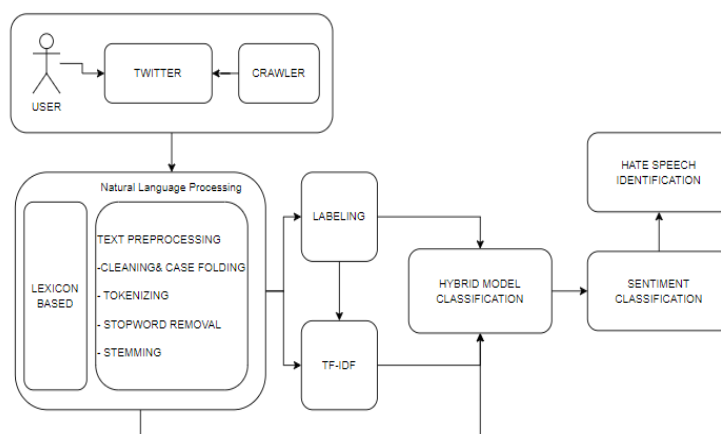 TWITTER
CRAWLER
USER
Natural Language Processing
LEXICON
BASED
TEXT PREPROCESSING
-CLEANING& CASE FOLDING
- TOKENIZING
- STOPWORD REMOVAL
- STEMMING
LABELING
TF-IDF
HYBRID MODEL
CLASSIFICATION
HATE SPEECH
IDENTIFICATION
SENTIMENT
CLASSIFICATION